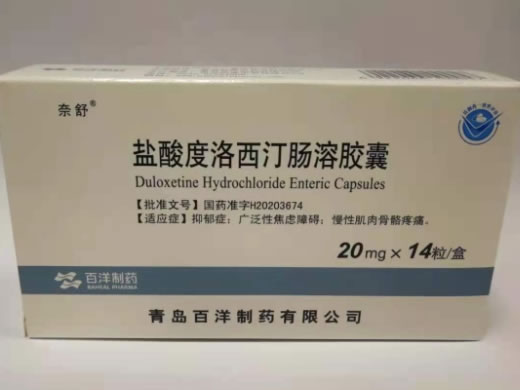 奈舒®
盐酸度洛西汀肠溶胶囊
Duloxetine Hydrochloride Enteric Capsules
【批准文号】国药准字H20203674
【适应症】抑郁症；广泛性焦虑障碍；慢性肌肉骨骼疼痛。
20mg×14粒/盒
百洋制药
BAHEAL PHARMA
青岛百洋制药有限公司